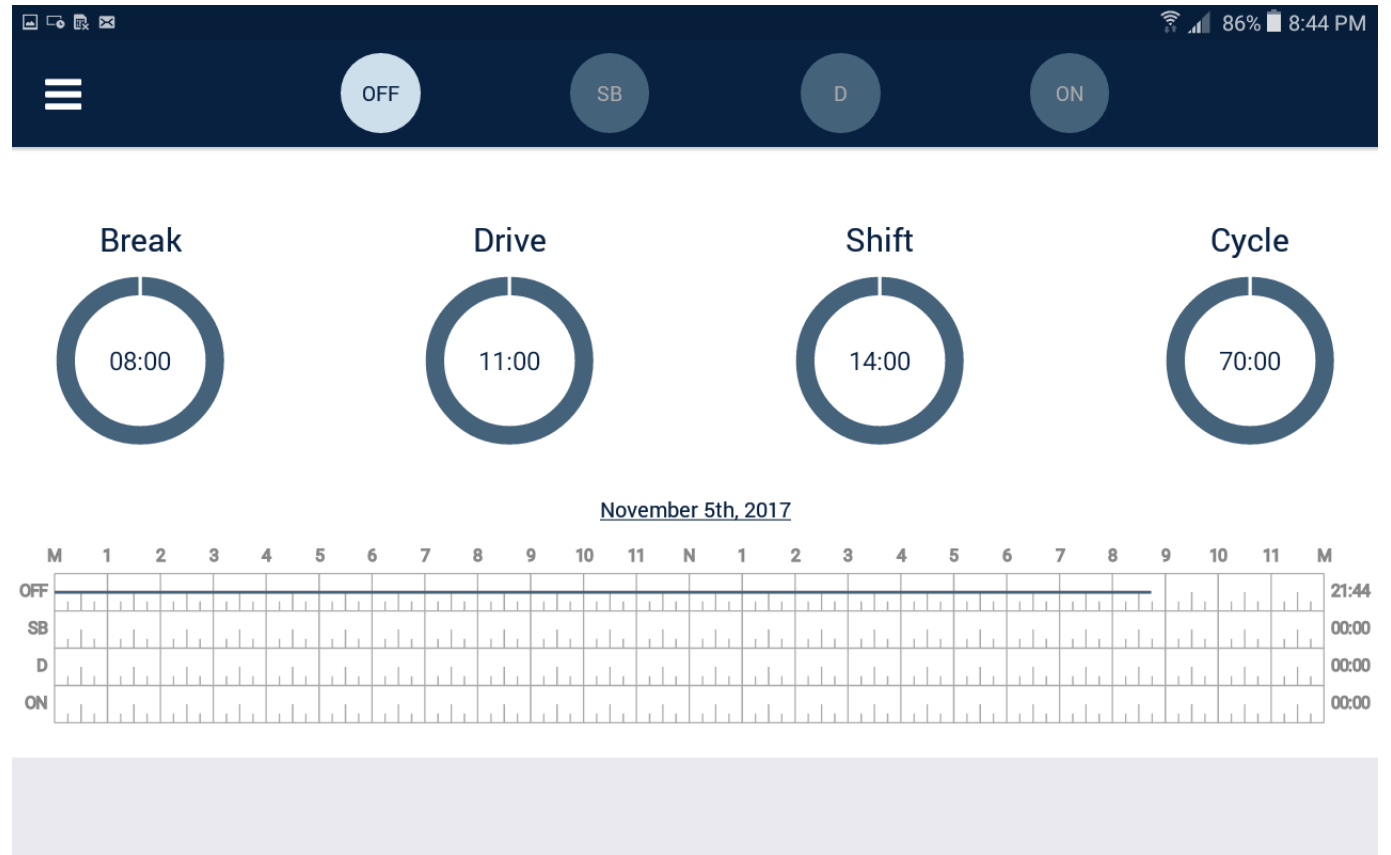 86% 8:44 PM
OFF SB D ON
Break Drive Shift Cycle
08:00 11:00 14:00 70:00
November 5th, 2017
M 1 2 3 4 5 6 7 8 9 10 11 N 1 2 3 4 5 6 7 8 9 10 11 M
OFF 21:44
SB 00:00
D 00:00
ON 00:00